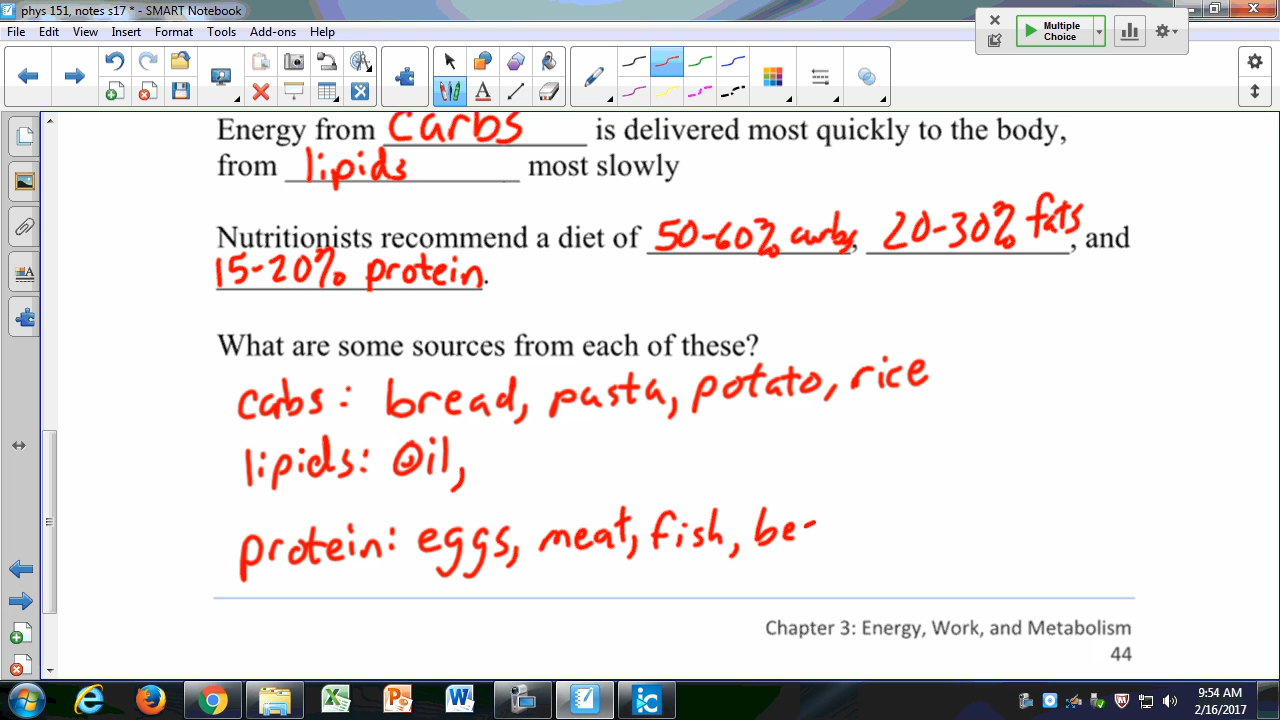 phys 151, notes s17 * - SMART Notebook
File Edit View Insert Format Tools Add-ons Help
Multiple
Choice
Energy from carbs is delivered most quickly to the body,
from lipids most slowly
Nutritionists recommend a diet of 50-60% carbs, 20-30% fats, and
15-20% protein.
What are some sources from each of these?
cabs: bread, pasta, potato, rice
lipids: Oil,
protein: eggs, meat, fish, be
Chapter 3: Energy, Work, and Metabolism
44
9:54 AM
2/16/2017